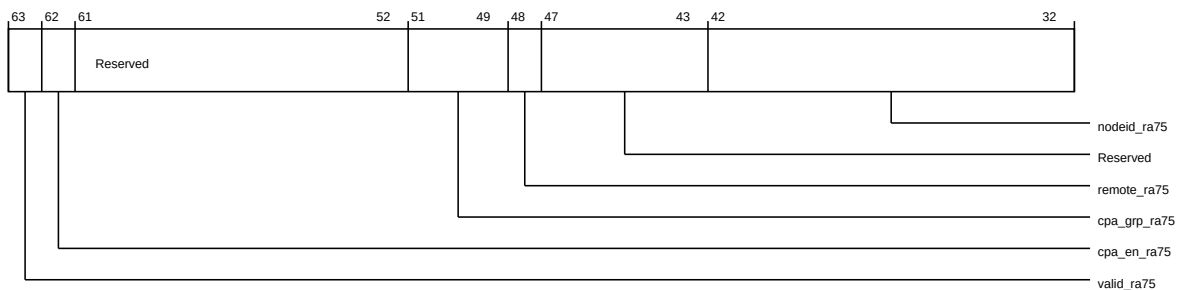 63 62 61 52 51 49 48 47 43 42 32
Reserved
nodeid_ra75
Reserved
remote_ra75
cpa_grp_ra75
cpa_en_ra75
valid_ra75